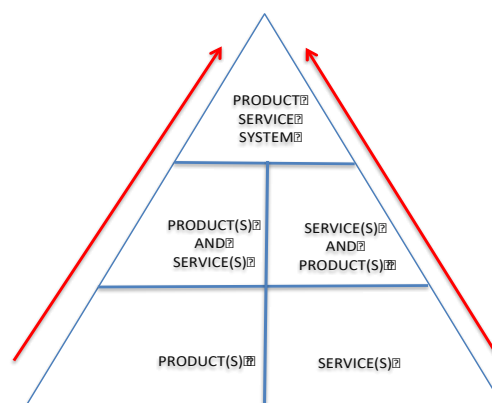 PRODUCT
SERVICE
SYSTEM
PRODUCT(S)
AND
SERVICE(S)
SERVICE(S)
AND
PRODUCT(S)
PRODUCT(S)
SERVICE(S)